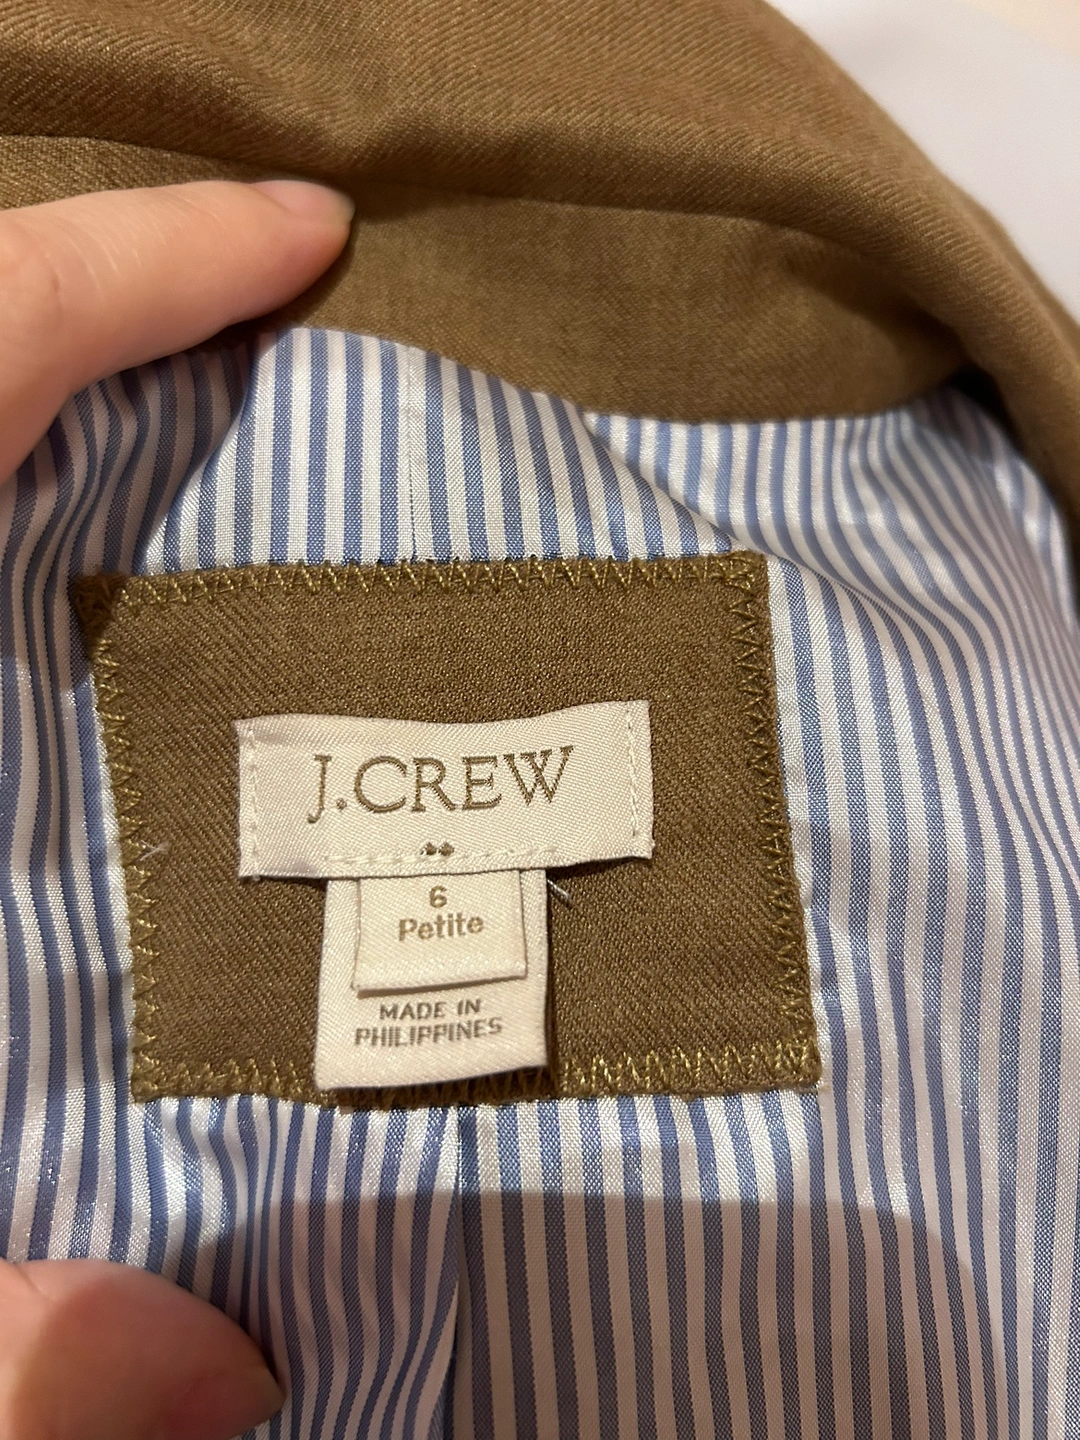 J.CREW
6
Petite
MADE IN
PHILIPPINES